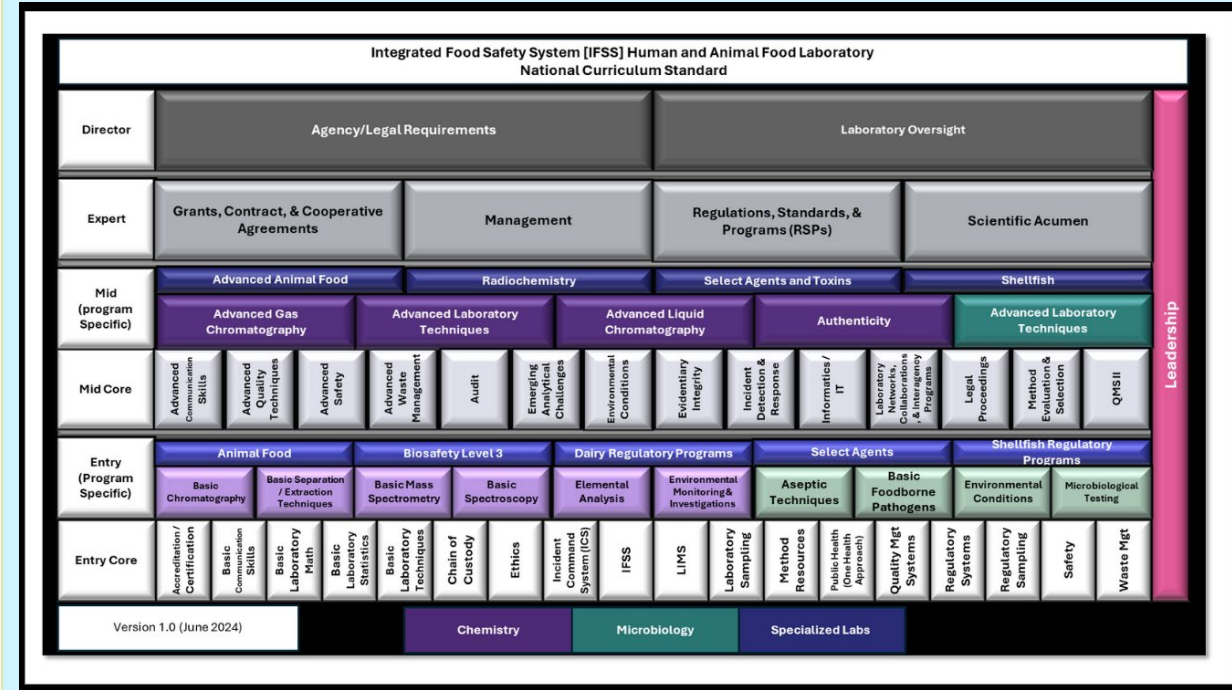 Integrated Food Safety System [IFSS] Human and Animal Food Laboratory
National Curriculum Standard
Director
Agency/Legal Requirements
Laboratory Oversight
Expert
Grants, Contract, & Cooperative
Agreements
Management
Regulations, Standards, &
Programs (RSPs)
Scientific Acumen
Mid
(program
Specific)
Advanced Animal Food
Radiochemistry
Select Agents and Toxins
Shellfish
Advanced Gas
Chromatography
Advanced Laboratory
Techniques
Advanced Liquid
Chromatography
Authenticity
Advanced Laboratory
Techniques
Mid Core
Advanced
Communication
Skills
Advanced
Quality
Techniques
Advanced
Safety
Advanced
Waste
Management
Audit
Emerging
Analytical
Challenges
Environmental
Conditions
Evidentiary
Integrity
Incident
Detection &
Response
Informatics /
IT
Laboratory
Networks,
Collaborations
, & Interagency
Programs
Legal
Proceedings
Method
Evaluation &
Selection
QMS II
Entry
(Program
Specific)
Animal Food
Biosafety Level 3
Dairy Regulatory Programs
Select Agents
Shellfish Regulatory
Programs
Basic
Chromatography
Basic Separation
/ Extraction
Techniques
Basic Mass
Spectrometry
Basic
Spectroscopy
Elemental
Analysis
Environmental
Monitoring &
Investigations
Aseptic
Techniques
Basic
Foodborne
Pathogens
Environmental
Conditions
Microbiological
Testing
Entry Core
Accreditation/
Certification
Basic
Communication
Skills
Basic
Laboratory
Math
Basic
Laboratory
Statistics
Basic
Laboratory
Techniques
Chain of
Custody
Ethics
Incident
Command
System (ICS)
IFSS
LIMS
Laboratory
Sampling
Method
Resources
Public Health
(One Health
Approach)
Quality Mgt
Systems
Regulatory
Systems
Regulatory
Sampling
Safety
Waste Mgt
Leadership
Version 1.0 (June 2024)
Chemistry
Microbiology
Specialized Labs